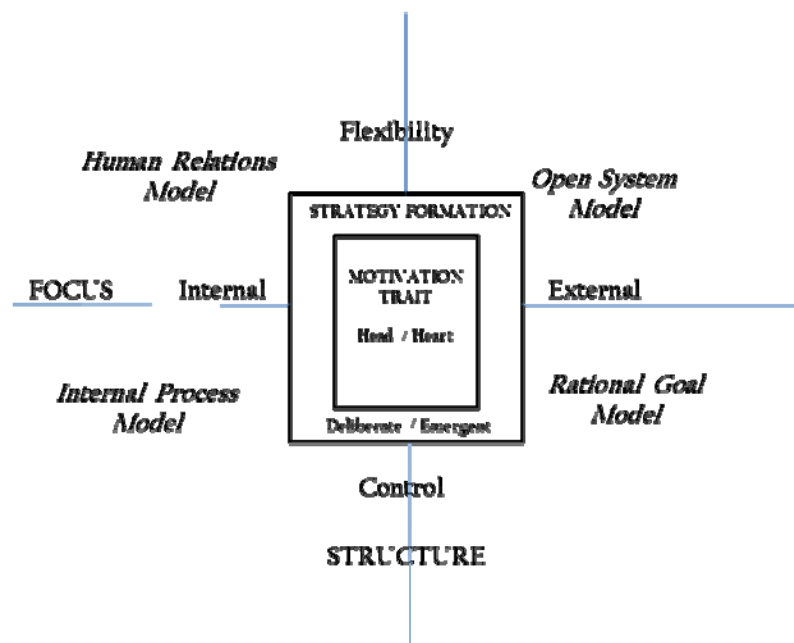 Flexibility
Human Relations
Model
Open System
Model
STRATEGY FORMATION
MOTIVATION
TRAIT
Head / Heart
FOCUS
Internal
External
Internal Process
Model
Rational Goal
Model
Deliberate / Emergent
Control
STRUCTURE